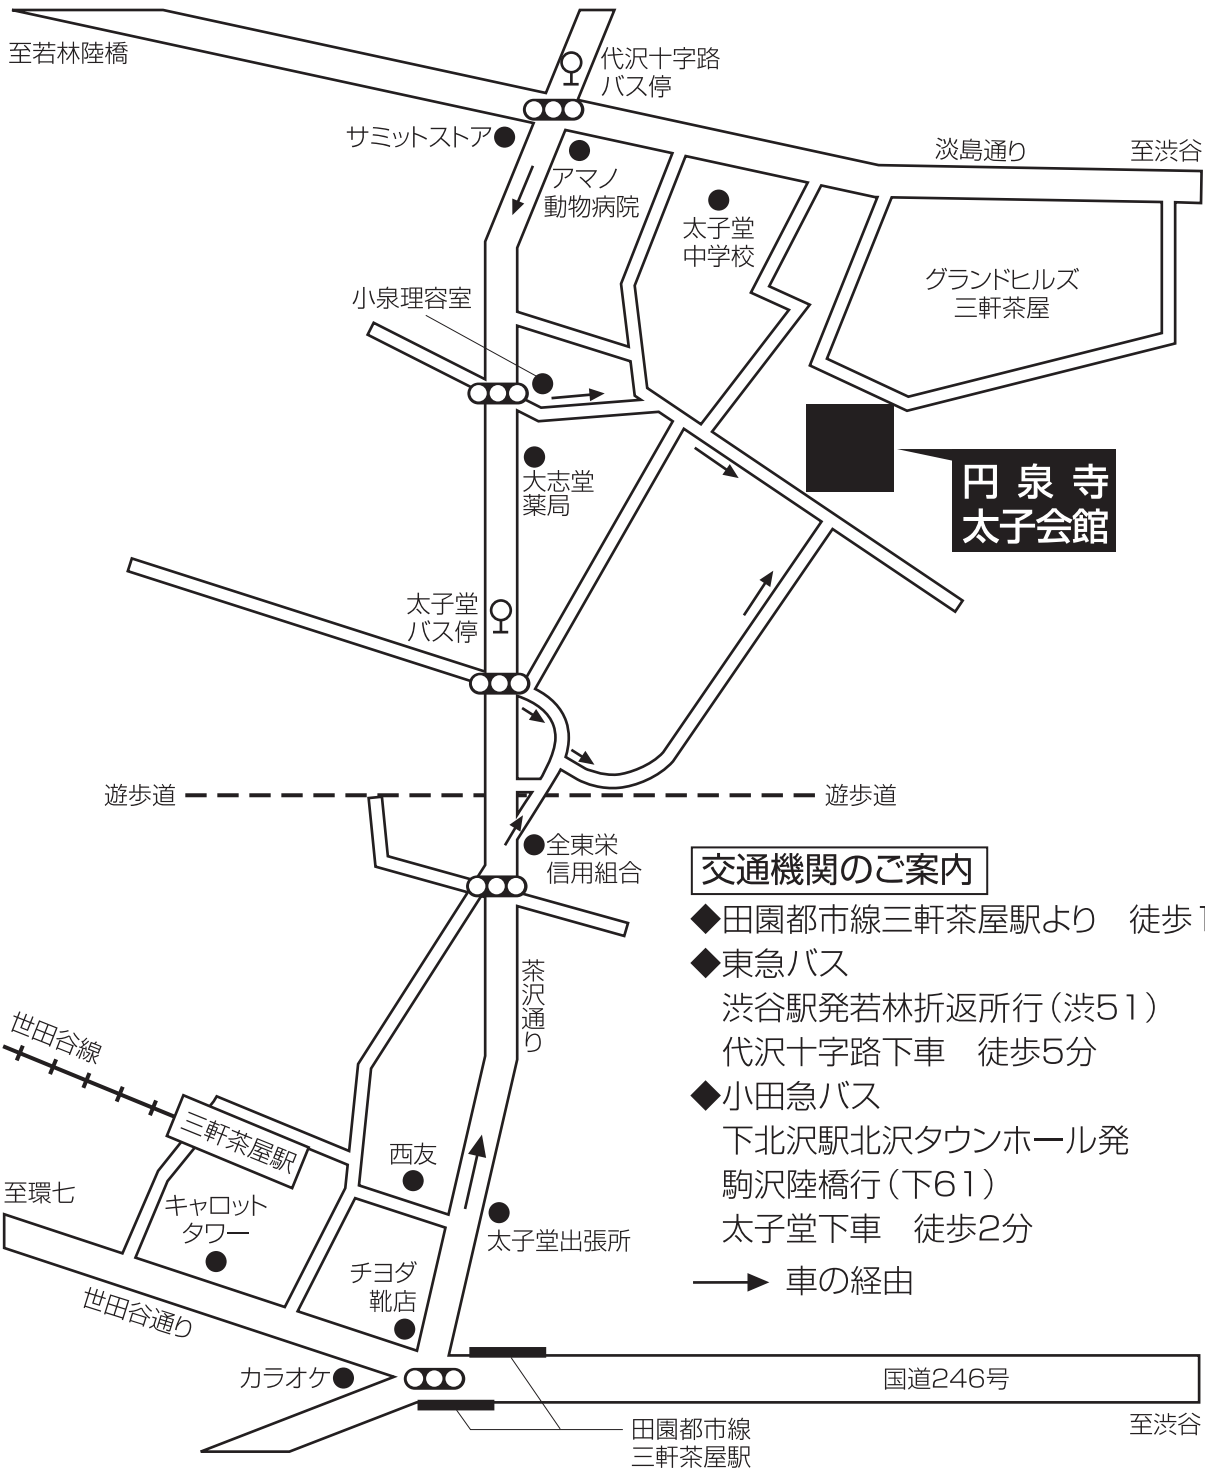 至若林陸橋
代沢十字路
バス停
サミットストア
アマノ
動物病院
淡島通り
至渋谷
太子堂
中学校
グランドヒルズ
三軒茶屋
小泉理容室
円泉寺
太子会館
大志堂
薬局
太子堂
バス停
遊歩道
遊歩道
全東栄
信用組合
交通機関のご案内
◆田園都市線三軒茶屋駅より 徒歩1
◆東急バス
渋谷駅発若林折返所行(渋51)
代沢十字路下車 徒歩5分
◆小田急バス
下北沢駅北沢タウンホール発
駒沢陸橋行(下61)
太子堂下車 徒歩2分
車の経由
茶沢通り
世田谷線
三軒茶屋駅
西友
至環七
キャロット
タワー
太子堂出張所
チヨダ
靴店
世田谷通り
カラオケ
国道246号
至渋谷
田園都市線
三軒茶屋駅